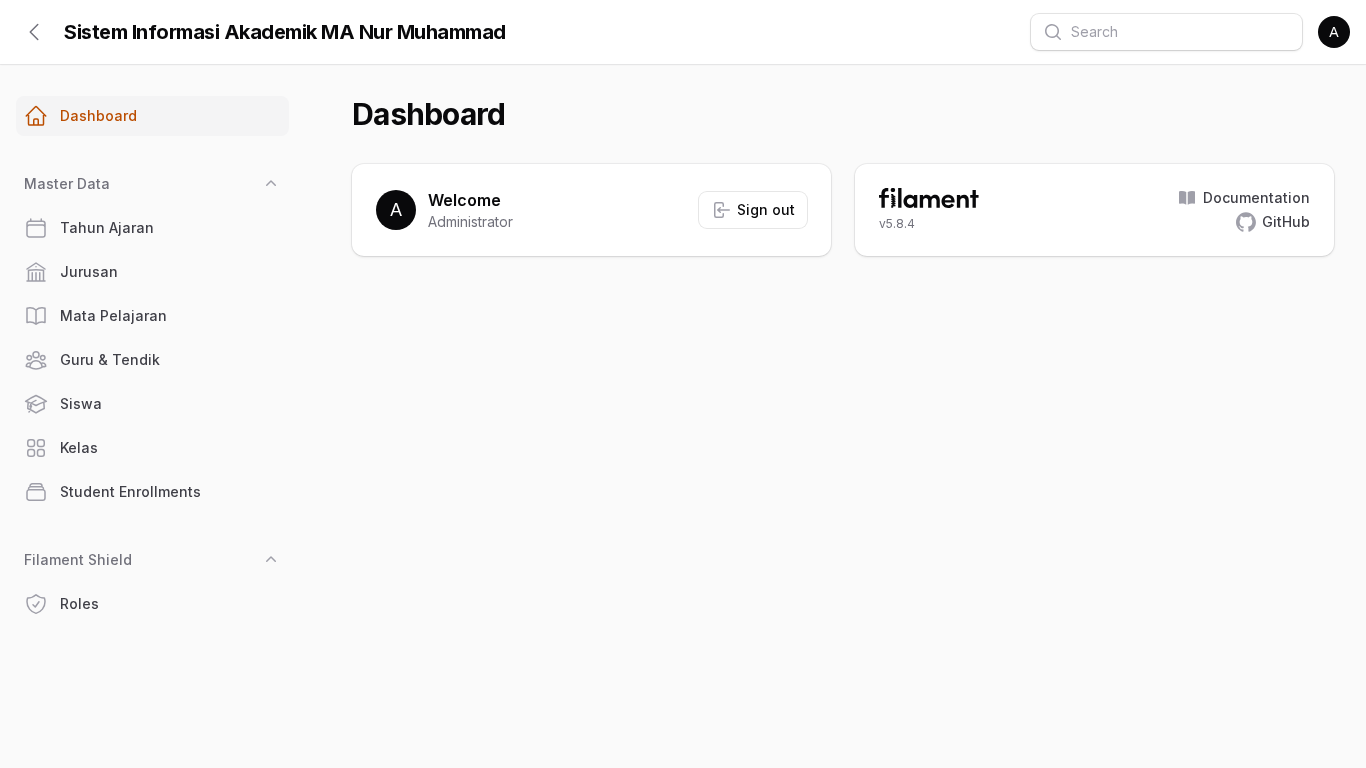 Sistem Informasi Akademik MA Nur Muhammad
Search
A
Dashboard
Master Data
Tahun Ajaran
Jurusan
Mata Pelajaran
Guru & Tendik
Siswa
Kelas
Student Enrollments
Filament Shield
Roles
Dashboard
A
Welcome
Administrator
Sign out
filament
v5.8.4
Documentation
GitHub